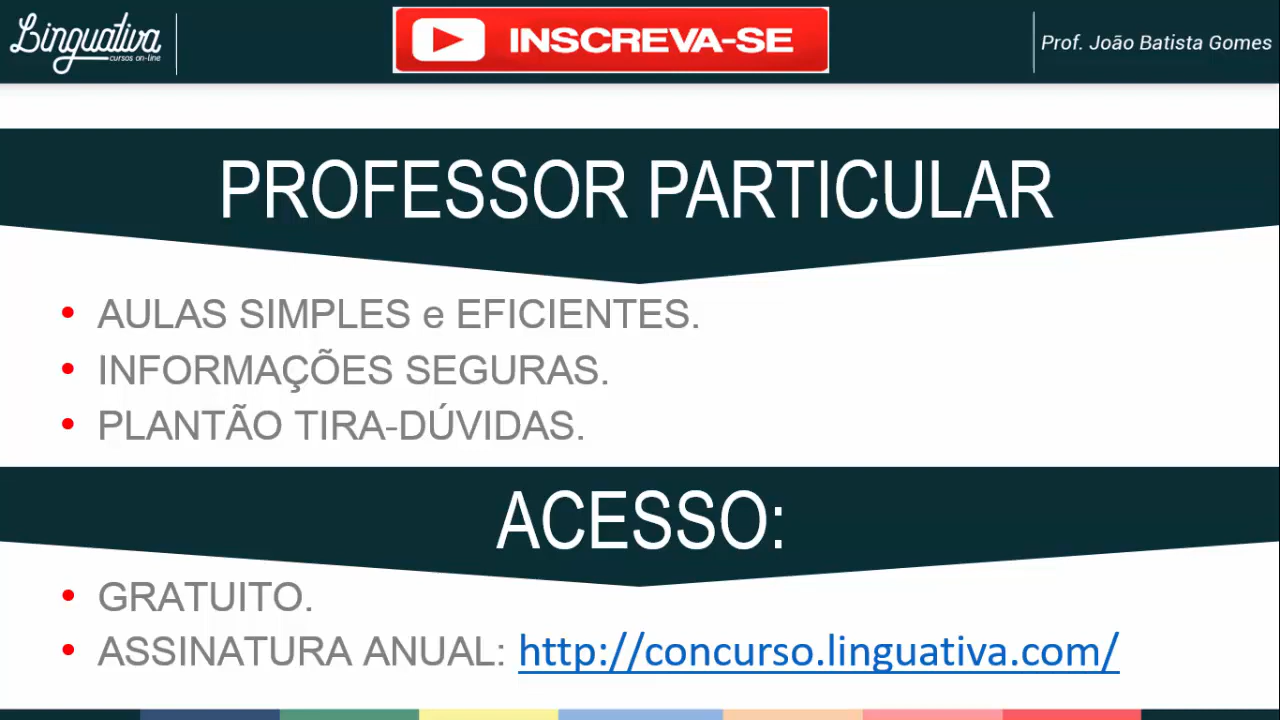 Linguativa
cursos on-line
INSCREVA-SE
Prof. João Batista Gomes
PROFESSOR PARTICULAR
• AULAS SIMPLES e EFICIENTES.
• INFORMAÇÕES SEGURAS.
• PLANTÃO TIRA-DÚVIDAS.
ACESSO:
• GRATUITO.
• ASSINATURA ANUAL: http://concurso.linguativa.com/